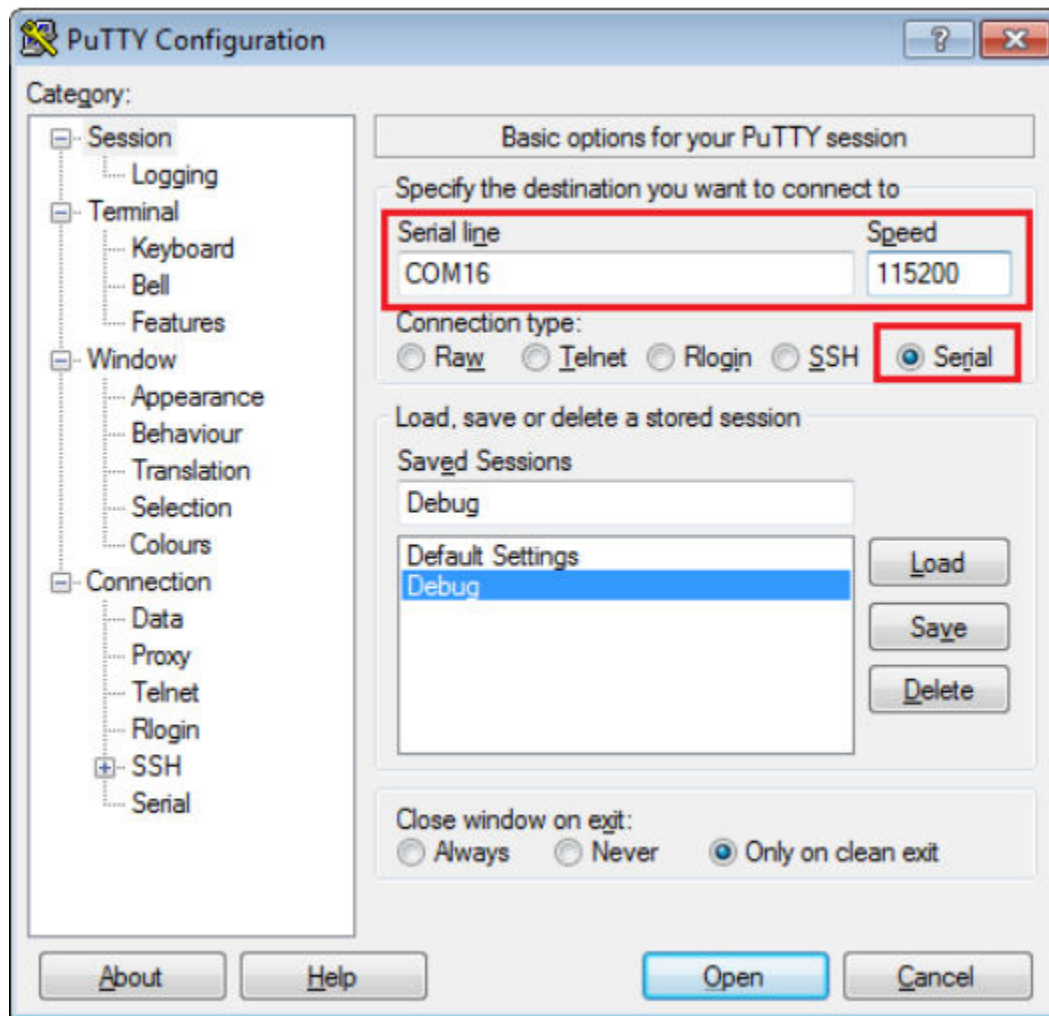 PuTTY Configuration
Category:
Session
Logging
Terminal
Keyboard
Bell
Features
Window
Appearance
Behaviour
Translation
Selection
Colours
Connection
Data
Proxy
Telnet
Rlogin
SSH
Serial
Basic options for your PuTTY session
Specify the destination you want to connect to
Serial line Speed
COM16 115200
Connection type:
Raw Telnet Rlogin SSH Serial
Load, save or delete a stored session
Saved Sessions
Debug
Default Settings
Debug
Load
Save
Delete
Close window on exit:
Always Never Only on clean exit
About Help Open Cancel